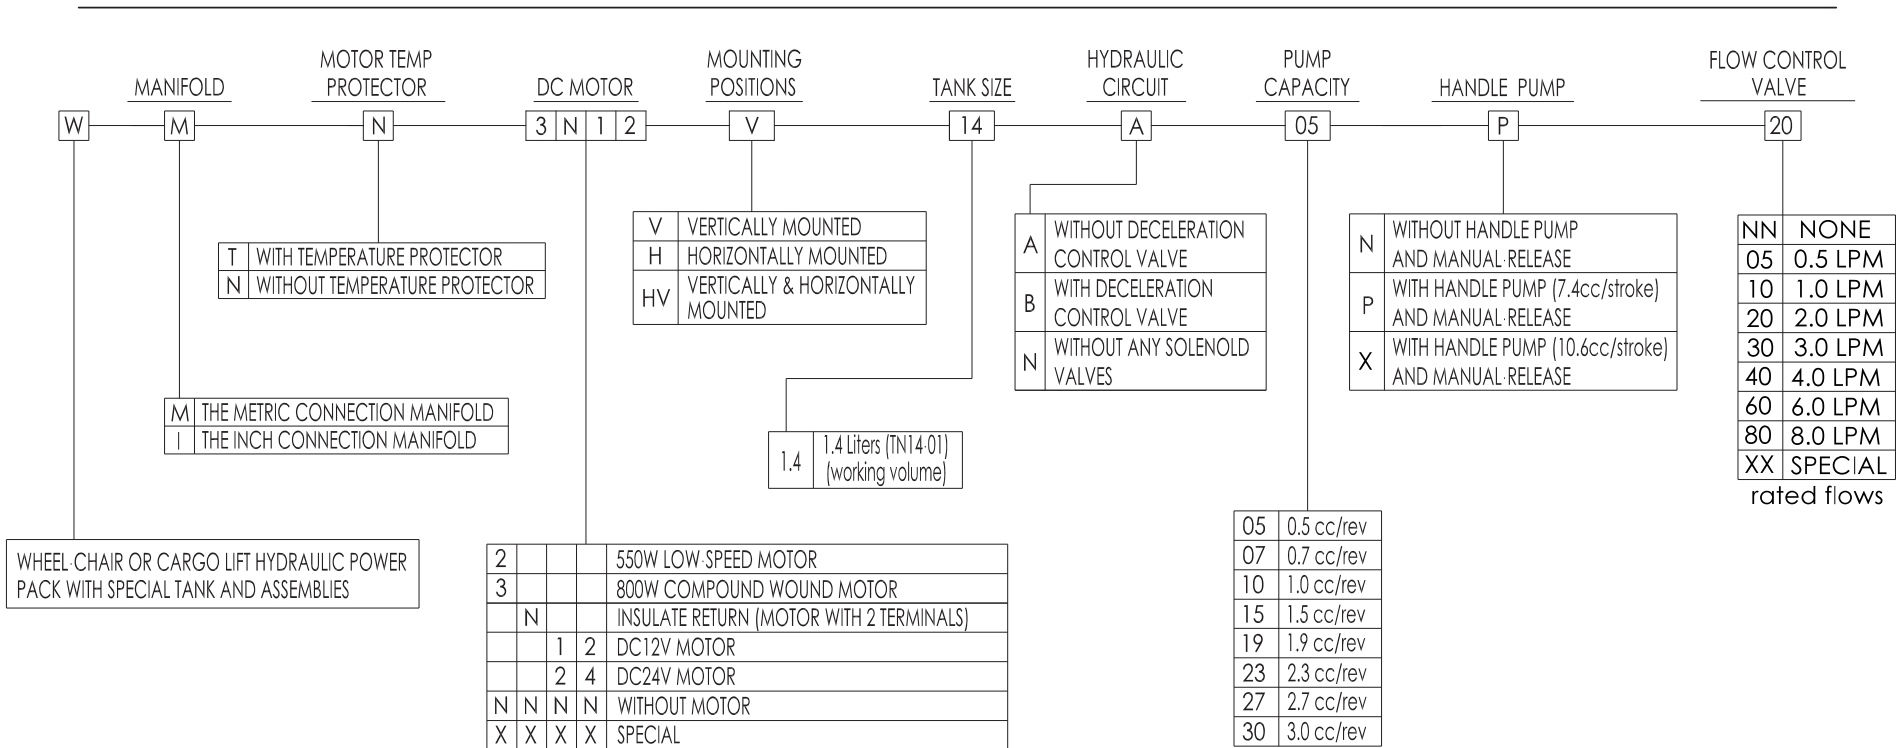 MANIFOLD
MOTOR TEMP
PROTECTOR
DC MOTOR
MOUNTING
POSITIONS
TANK SIZE
HYDRAULIC
CIRCUIT
PUMP
CAPACITY
HANDLE PUMP
FLOW CONTROL
VALVE
W M N 3 N 1 2 V 14 A 05 P 20
WHEEL·CHAIR OR CARGO LIFT HYDRAULIC POWER
PACK WITH SPECIAL TANK AND ASSEMBLIES
M THE METRIC CONNECTION MANIFOLD
I THE INCH CONNECTION MANIFOLD
T WITH TEMPERATURE PROTECTOR
N WITHOUT TEMPERATURE PROTECTOR
2 550W LOW·SPEED MOTOR
3 800W COMPOUND WOUND MOTOR
N INSULATE RETURN (MOTOR WITH 2 TERMINALS)
1 2 DC12V MOTOR
2 4 DC24V MOTOR
N N N N WITHOUT MOTOR
X X X X SPECIAL
V VERTICALLY MOUNTED
H HORIZONTALLY MOUNTED
HV VERTICALLY & HORIZONTALLY
MOUNTED
1.4 1.4 Liters (TN14·01)
(working volume)
A WITHOUT DECELERATION
CONTROL VALVE
B WITH DECELERATION
CONTROL VALVE
N WITHOUT ANY SOLENOLD
VALVES
05 0.5 cc/rev
07 0.7 cc/rev
10 1.0 cc/rev
15 1.5 cc/rev
19 1.9 cc/rev
23 2.3 cc/rev
27 2.7 cc/rev
30 3.0 cc/rev
N WITHOUT HANDLE PUMP
AND MANUAL·RELEASE
P WITH HANDLE PUMP (7.4cc/stroke)
AND MANUAL·RELEASE
X WITH HANDLE PUMP (10.6cc/stroke)
AND MANUAL·RELEASE
NN NONE
05 0.5 LPM
10 1.0 LPM
20 2.0 LPM
30 3.0 LPM
40 4.0 LPM
60 6.0 LPM
80 8.0 LPM
XX SPECIAL
rated flows